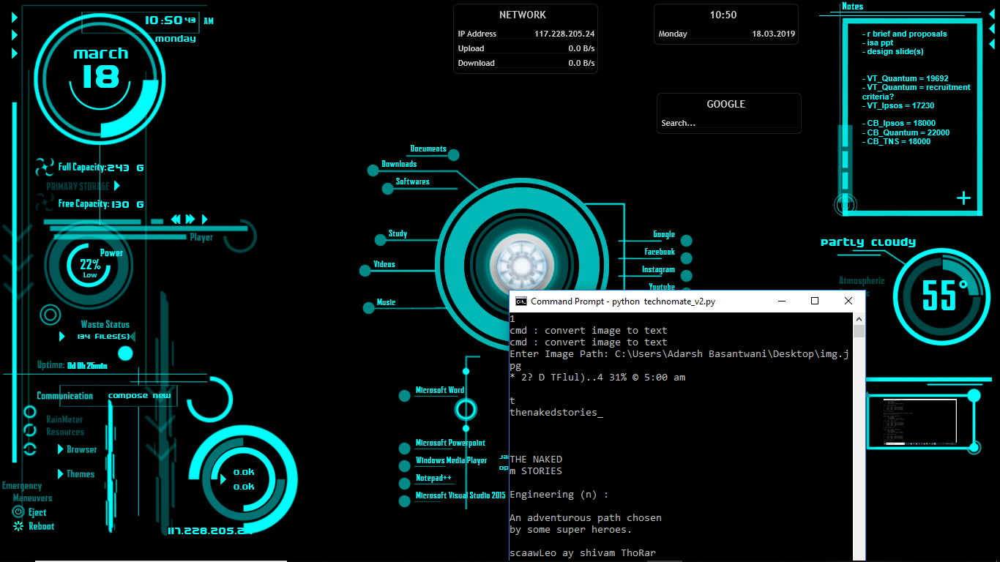 10:50 43 AM
monday
march
18
Full Capacity: 243 G
PRIMARY STORAGE
Free Capacity: 130 G
Player
Power
22%
Low
Waste Status
134 Files(s)
Uptime: 0d 0h 26min
Communication
compose new
RainMeter
Resources
Browser
Themes
Emergency
Maneuvers
Eject
Reboot
0.0k
0.0k
117.228.205.24
NETWORK
IP Address 117.228.205.24
Upload 0.0 B/s
Download 0.0 B/s
10:50
Monday 18.03.2019
GOOGLE
Search...
Documents
Downloads
Softwares
Study
Videos
Music
Google
Facebook
Instagram
Youtube
Microsoft Word
Microsoft Powerpoint
Windows Media Player
Notepad++
Microsoft Visual Studio 2015
Notes
- r brief and proposals
- isa ppt
- design slide(s)
- VT_Quantum = 19692
- VT_Quantum = recruitment
criteria?
- VT_Ipsos = 17230
- CB_Ipsos = 18000
- CB_Quantum = 22000
- CB_TNS = 18000
partly cloudy
Atmospheric
55°
Command Prompt - python technomate_v2.py
1
cmd : convert image to text
cmd : convert image to text
Enter Image Path: C:\Users\Adarsh Basantwani\Desktop\img.j
pg
* 2? D TFlul)..4 31% © 5:00 am
t
thenakedstories_
THE NAKED
m STORIES
Engineering (n) :
An adventurous path chosen
by some super heroes.
scaawLeo ay shivam ThoRar